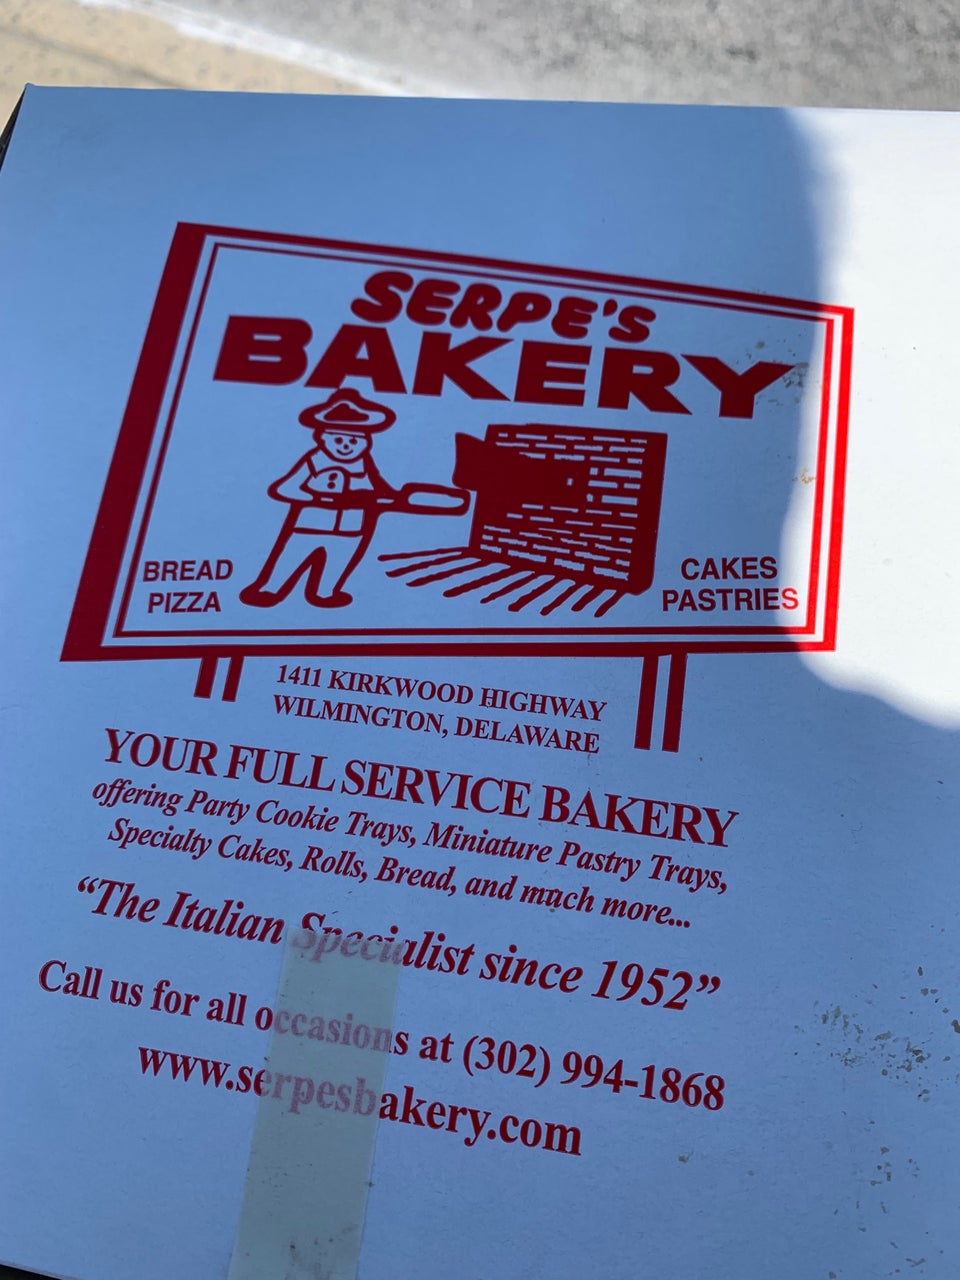 SERPE'S
BAKERY
BREAD
PIZZA
CAKES
PASTRIES
1411 KIRKWOOD HIGHWAY
WILMINGTON, DELAWARE
YOUR FULL SERVICE BAKERY
offering Party Cookie Trays, Miniature Pastry Trays,
Specialty Cakes, Rolls, Bread, and much more...
“The Italian Specialist since 1952”
Call us for all occasions at (302) 994-1868
www.serpesbakery.com